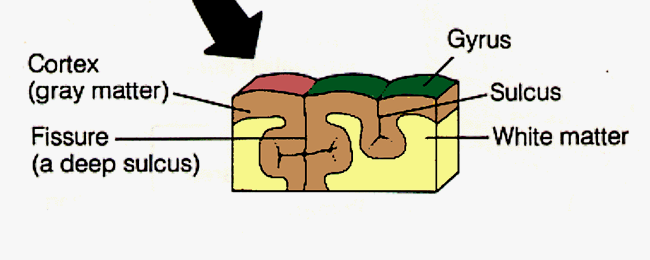 Gyrus
Cortex
(gray matter)
Sulcus
Fissure
(a deep sulcus)
White matter